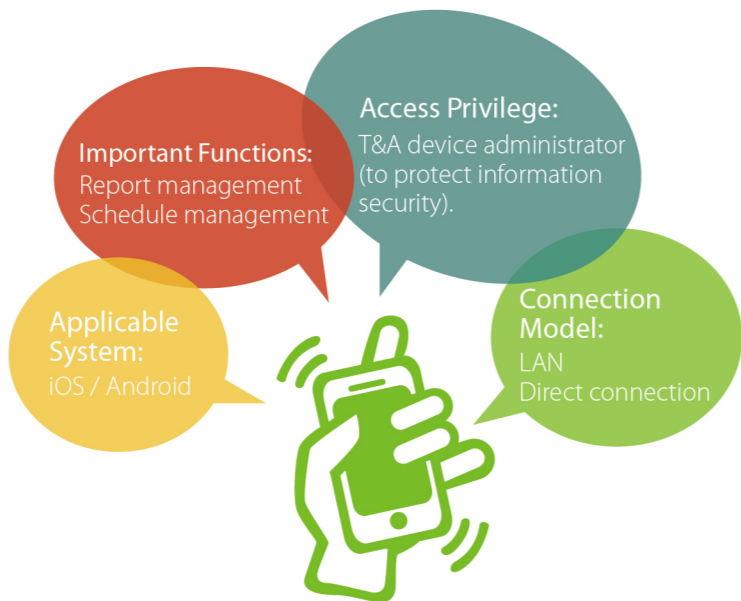 Important Functions:
Report management
Schedule management
Access Privilege:
T&A device administrator
(to protect information
security).
Applicable
System:
iOS / Android
Connection
Model:
LAN
Direct connection